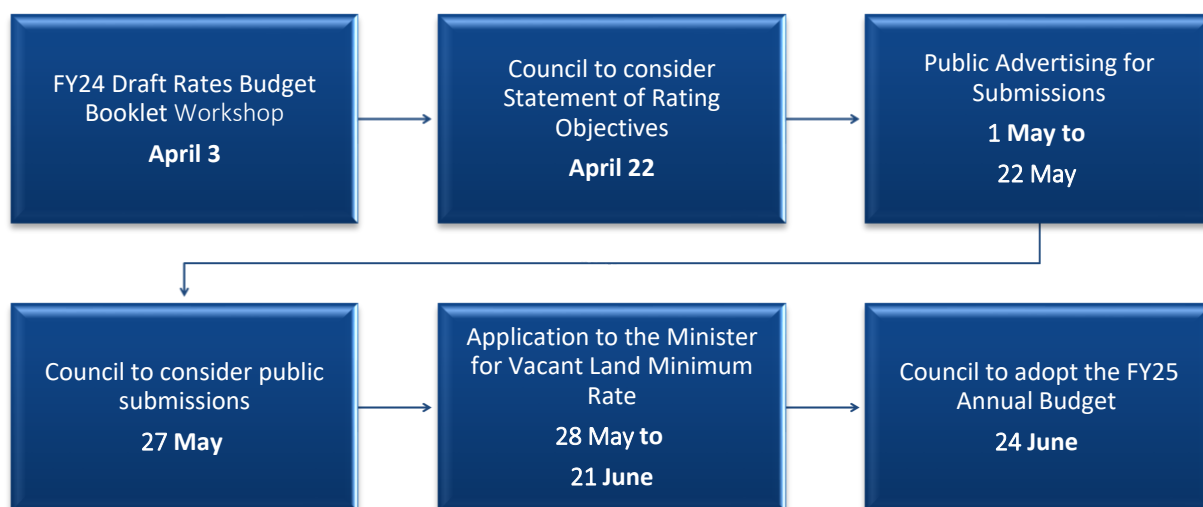 FY24 Draft Rates Budget
Booklet Workshop
April 3
Council to consider
Statement of Rating
Objectives
April 22
Public Advertising for
Submissions
1 May to
22 May
Council to consider public
submissions
27 May
Application to the Minister
for Vacant Land Minimum
Rate
28 May to
21 June
Council to adopt the FY25
Annual Budget
24 June